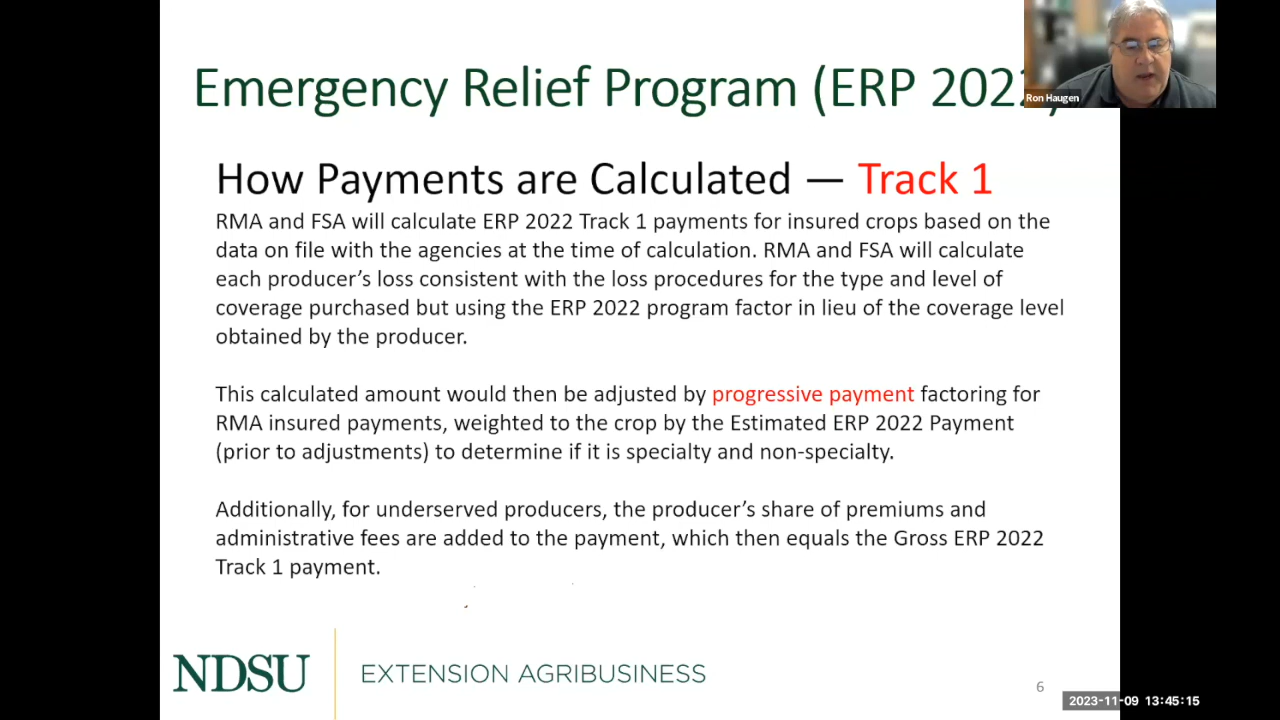 Emergency Relief Program (ERP 2022)
Ron Haugen
How Payments are Calculated — Track 1
RMA and FSA will calculate ERP 2022 Track 1 payments for insured crops based on the
data on file with the agencies at the time of calculation. RMA and FSA will calculate
each producer’s loss consistent with the loss procedures for the type and level of
coverage purchased but using the ERP 2022 program factor in lieu of the coverage level
obtained by the producer.
This calculated amount would then be adjusted by progressive payment factoring for
RMA insured payments, weighted to the crop by the Estimated ERP 2022 Payment
(prior to adjustments) to determine if it is specialty and non-specialty.
Additionally, for underserved producers, the producer’s share of premiums and
administrative fees are added to the payment, which then equals the Gross ERP 2022
Track 1 payment.
NDSU EXTENSION AGRIBUSINESS
6
2023-11-09 13:45:15